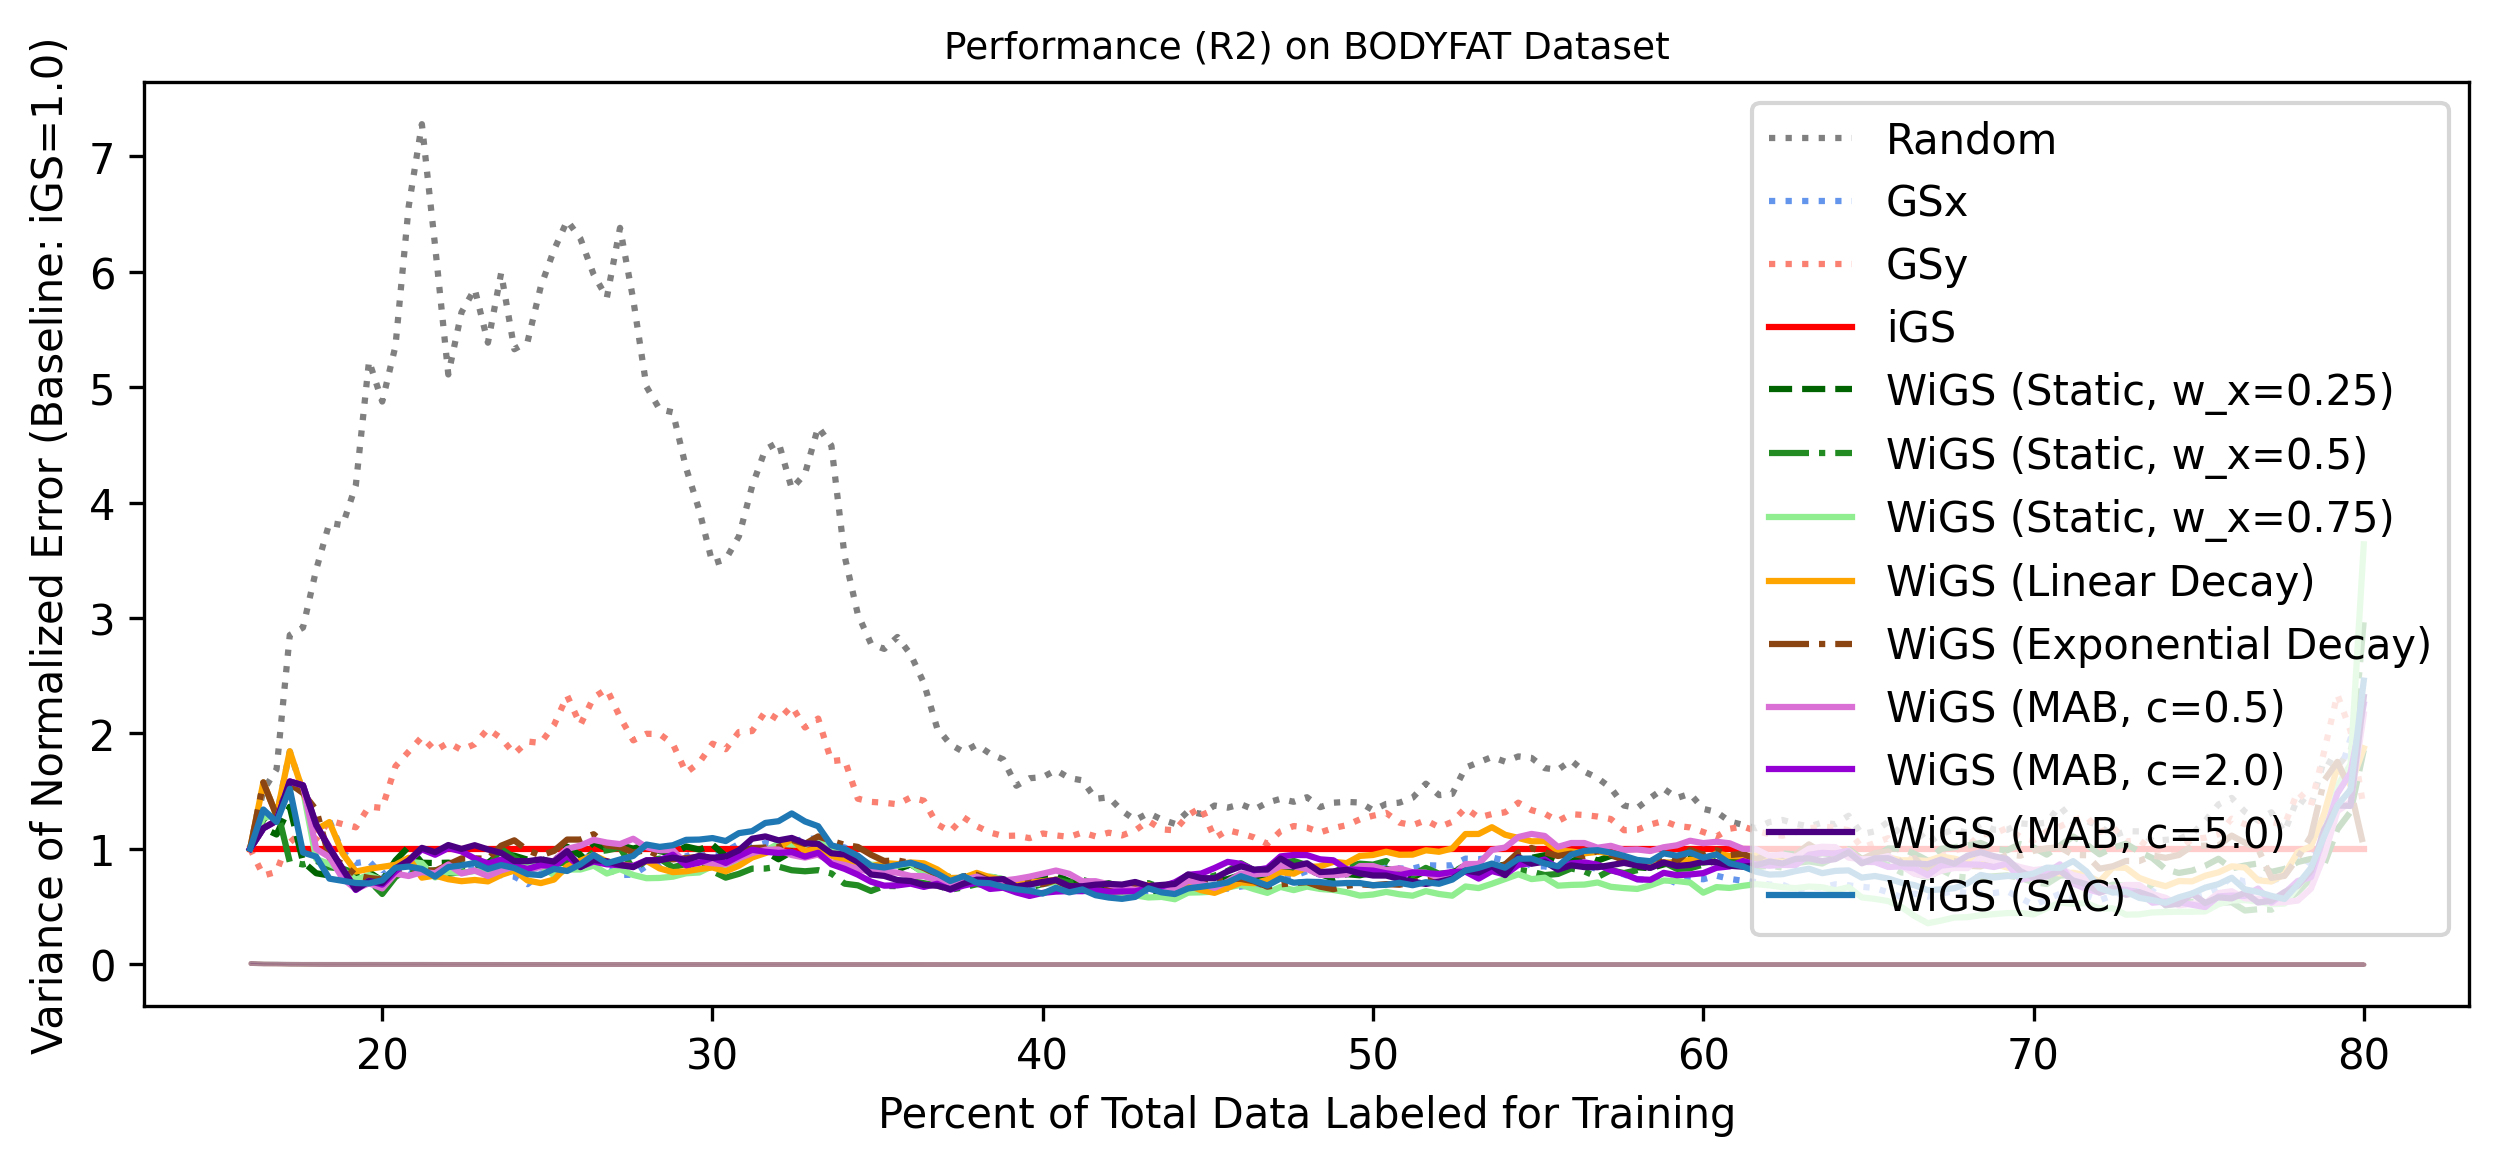 Performance (R2) on BODYFAT Dataset
Variance of Normalized Error (Baseline: iGS=1.0)
7
6
5
4
3
2
1
0
20
30
40
50
60
70
80
Percent of Total Data Labeled for Training
Random
GSx
GSy
iGS
WiGS (Static, w_x=0.25)
WiGS (Static, w_x=0.5)
WiGS (Static, w_x=0.75)
WiGS (Linear Decay)
WiGS (Exponential Decay)
WiGS (MAB, c=0.5)
WiGS (MAB, c=2.0)
WiGS (MAB, c=5.0)
WiGS (SAC)